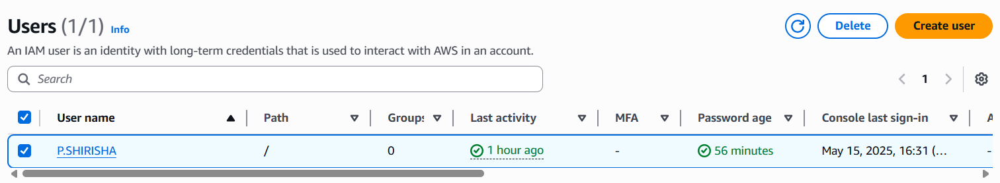 Users (1/1) Info
Delete
Create user
An IAM user is an identity with long-term credentials that is used to interact with AWS in an account.
Search
1
User name Path Groups Last activity MFA Password age Console last sign-in A
P.SHIRISHA / 0 1 hour ago - 56 minutes May 15, 2025, 16:31 (… -